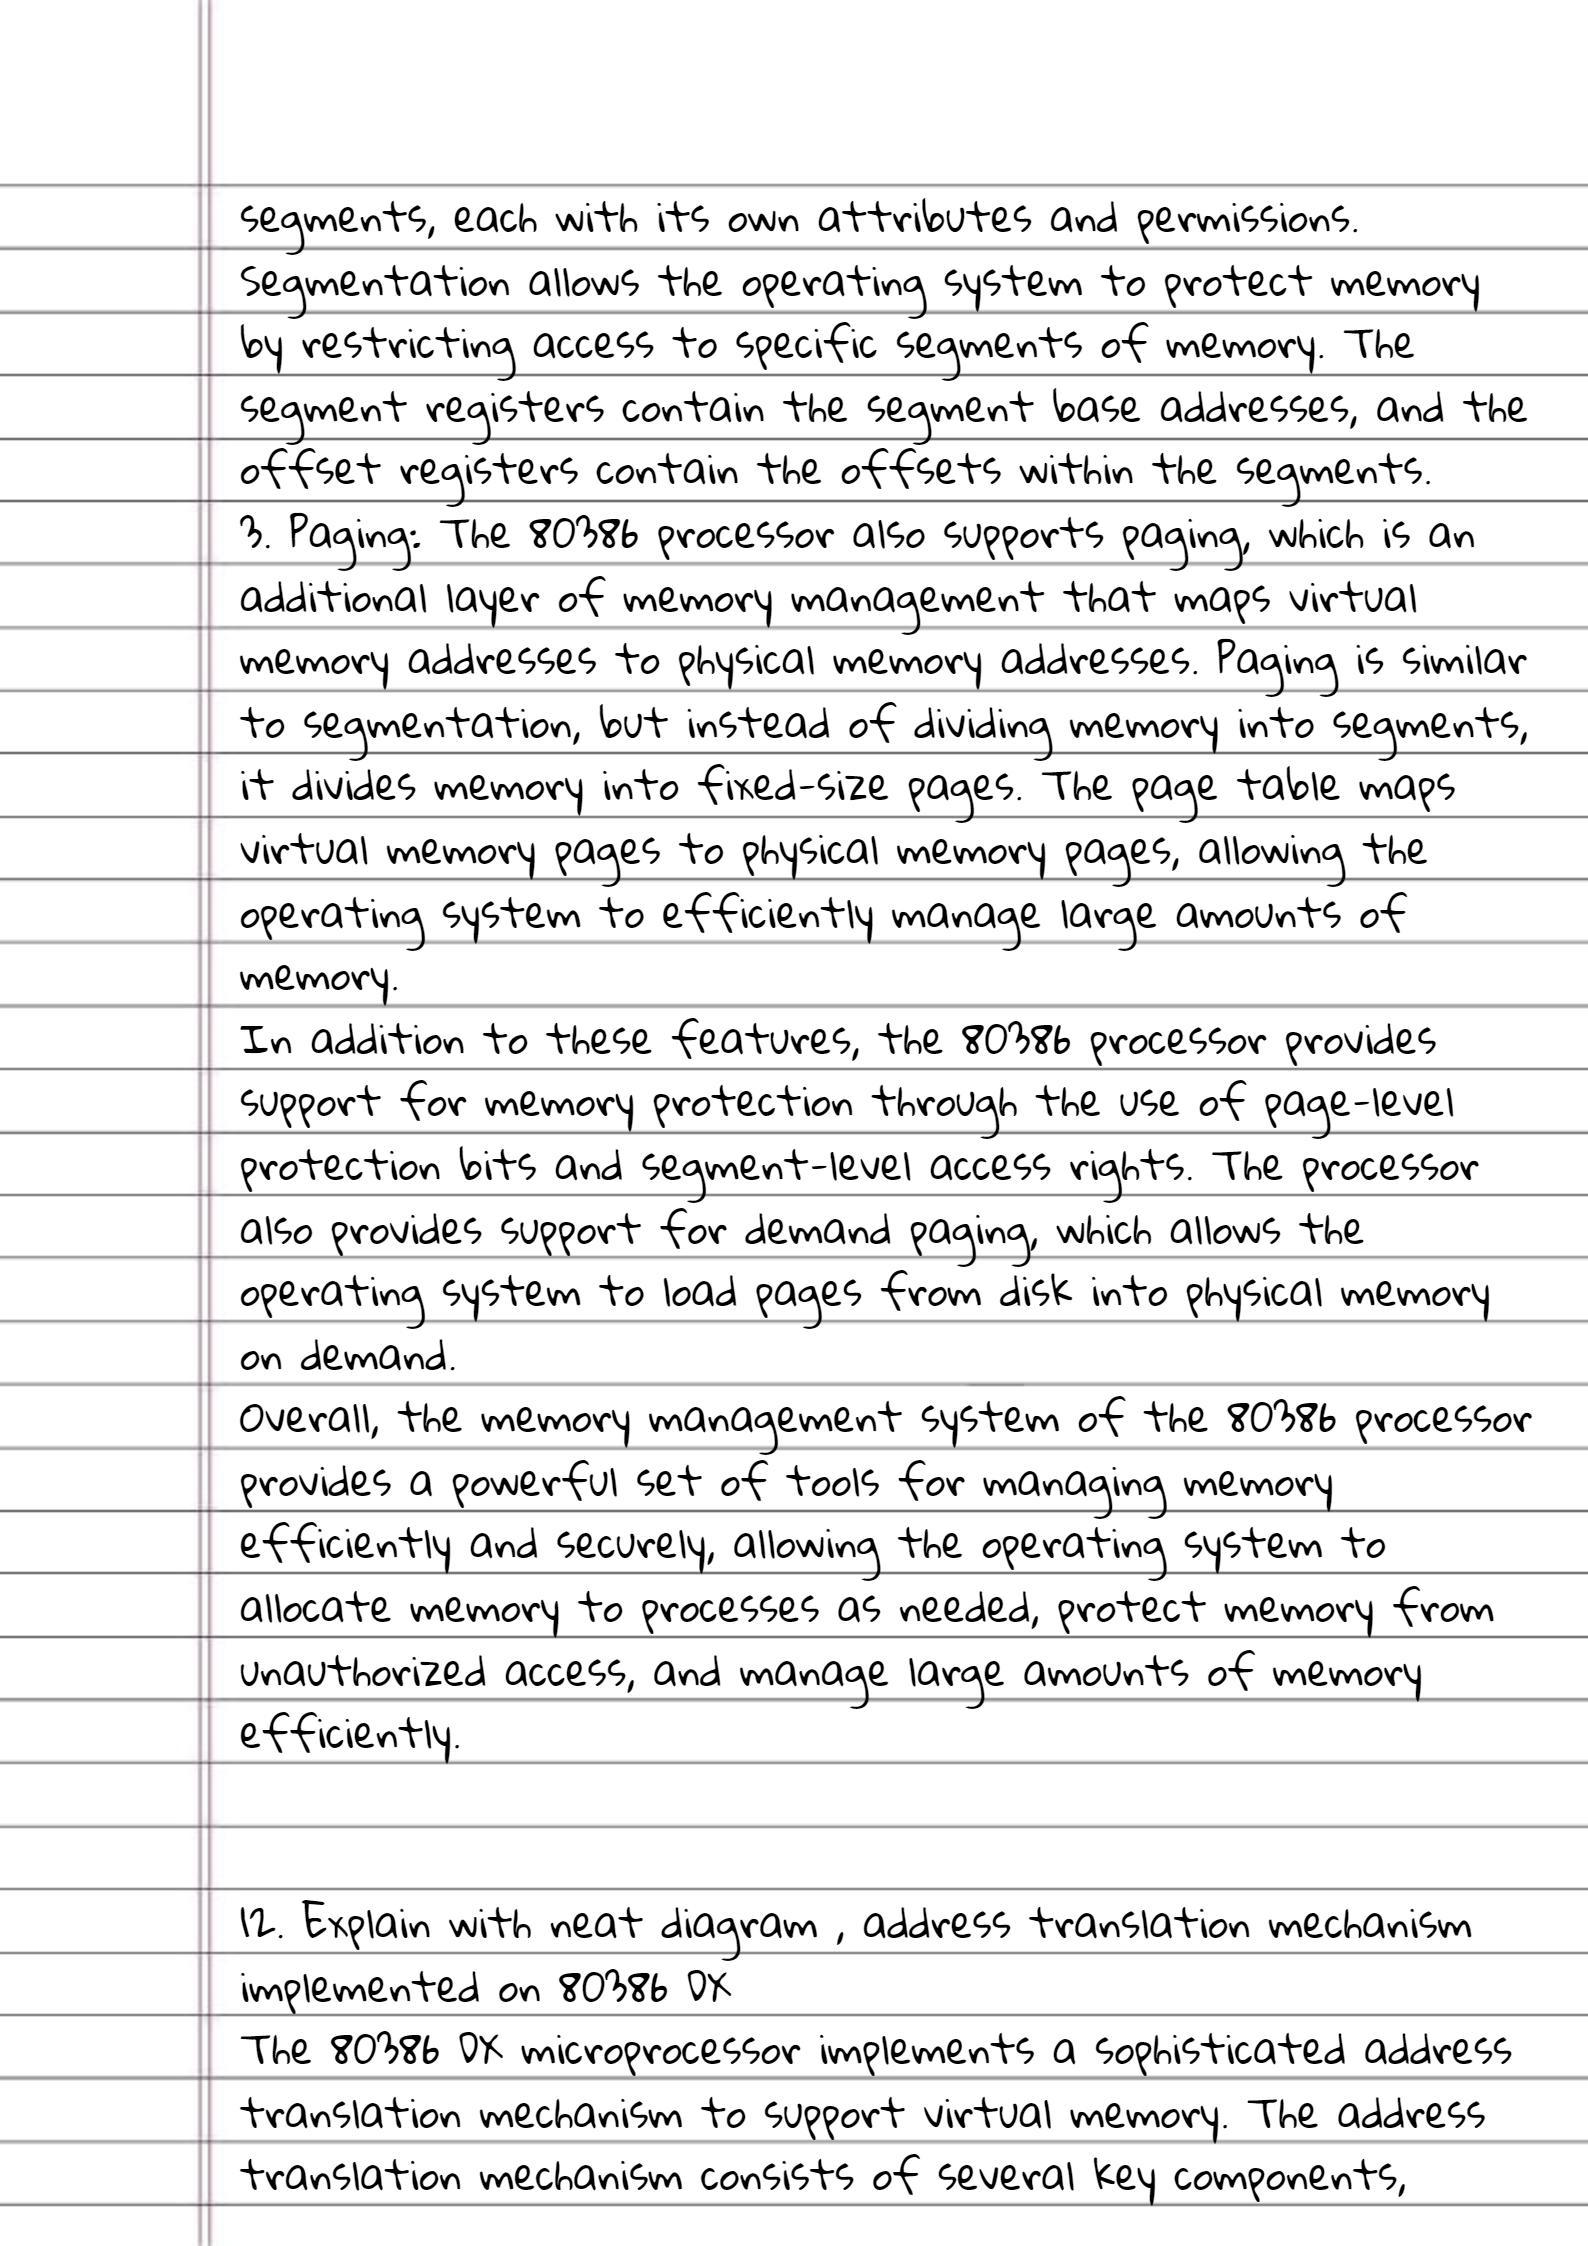 segments, each with its own attributes and permissions.
Segmentation allows the operating system to protect memory
by restricting access to specific segments of memory. The
segment registers contain the segment base addresses, and the
offset registers contain the offsets within the segments.
3. Paging: The 80386 processor also supports paging, which is an
additional layer of memory management that maps virtual
memory addresses to physical memory addresses. Paging is similar
to segmentation, but instead of dividing memory into segments,
it divides memory into fixed-size pages. The page table maps
virtual memory pages to physical memory pages, allowing the
operating system to efficiently manage large amounts of
memory.
In addition to these features, the 80386 processor provides
support for memory protection through the use of page-level
protection bits and segment-level access rights. The processor
also provides support for demand paging, which allows the
operating system to load pages from disk into physical memory
on demand.
Overall, the memory management system of the 80386 processor
provides a powerful set of tools for managing memory
efficiently and securely, allowing the operating system to
allocate memory to processes as needed, protect memory from
unauthorized access, and manage large amounts of memory
efficiently.
12. Explain with neat diagram , address translation mechanism
implemented on 80386 DX
The 80386 DX microprocessor implements a sophisticated address
translation mechanism to support virtual memory. The address
translation mechanism consists of several key components,